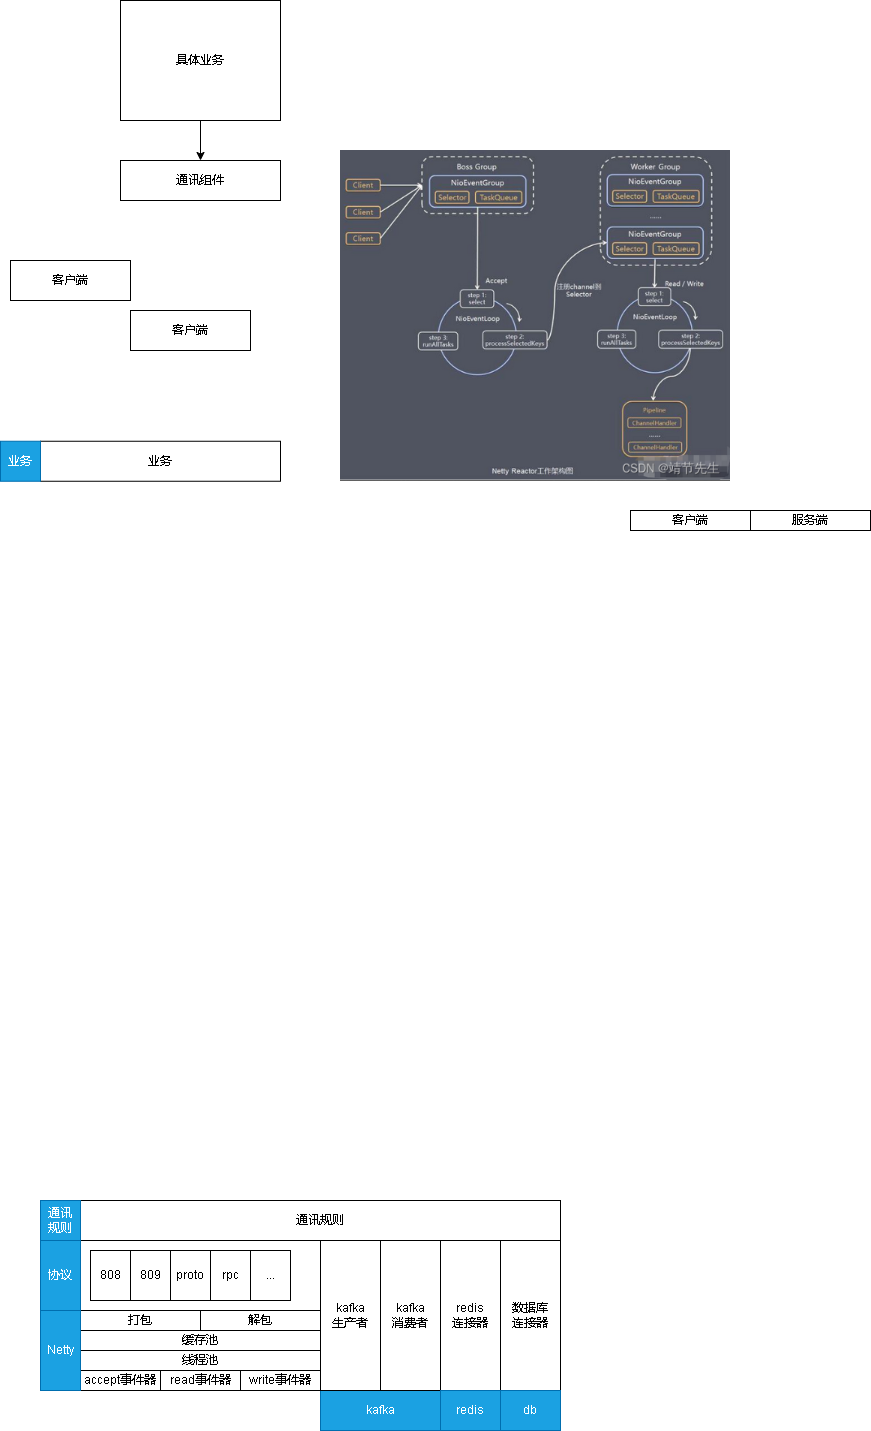 具体业务
通讯组件
客户端
客户端
业务
业务
Boss Group
NioEventGroup
Selector
TaskQueue
Client
Client
Client
Accept
step 1:
select
NioEventLoop
step 2:
processSelectedKeys
step 3:
runAllTasks
注册channel到
Selector
Worker Group
NioEventGroup
Selector
TaskQueue
......
NioEventGroup
Selector
TaskQueue
Read / Write
step 1:
select
NioEventLoop
step 2:
processSelectedKeys
step 3:
runAllTasks
Pipeline
ChannelHandler
......
ChannelHandler
Netty Reactor工作架构图
CSDN @靖节先生
客户端
服务端
通讯
规则
通讯规则
协议
808
809
proto
rpc
...
kafka
生产者
kafka
消费者
redis
连接器
数据库
连接器
Netty
打包
解包
缓存池
线程池
accept事件器
read事件器
write事件器
kafka
redis
db